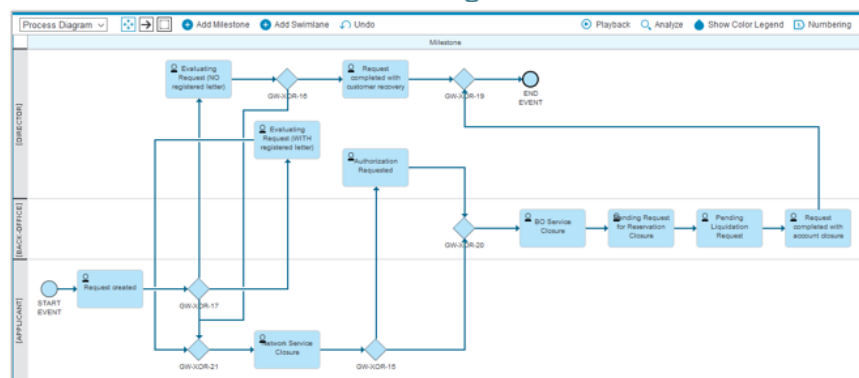 Process Diagram
Add Milestone
Add Swimlane
Undo
Playback
Analyze
Show Color Legend
Numbering
Milestone
[DIRECTOR]
Evaluating
Request (NO
registered letter)
GW-XOR-16
Request
completed with
customer recovery
GW-XOR-19
END
EVENT
Evaluating
Request (WITH
registered letter)
Authorization
Requested
[BACK-OFFICE]
GW-XOR-20
BO Service
Closure
Pending Request
for Reservation
Closure
Pending
Liquidation
Request
Request
completed with
account closure
[APPLICANT]
START
EVENT
Request created
GW-XOR-17
GW-XOR-21
Network Service
Closure
GW-XOR-15